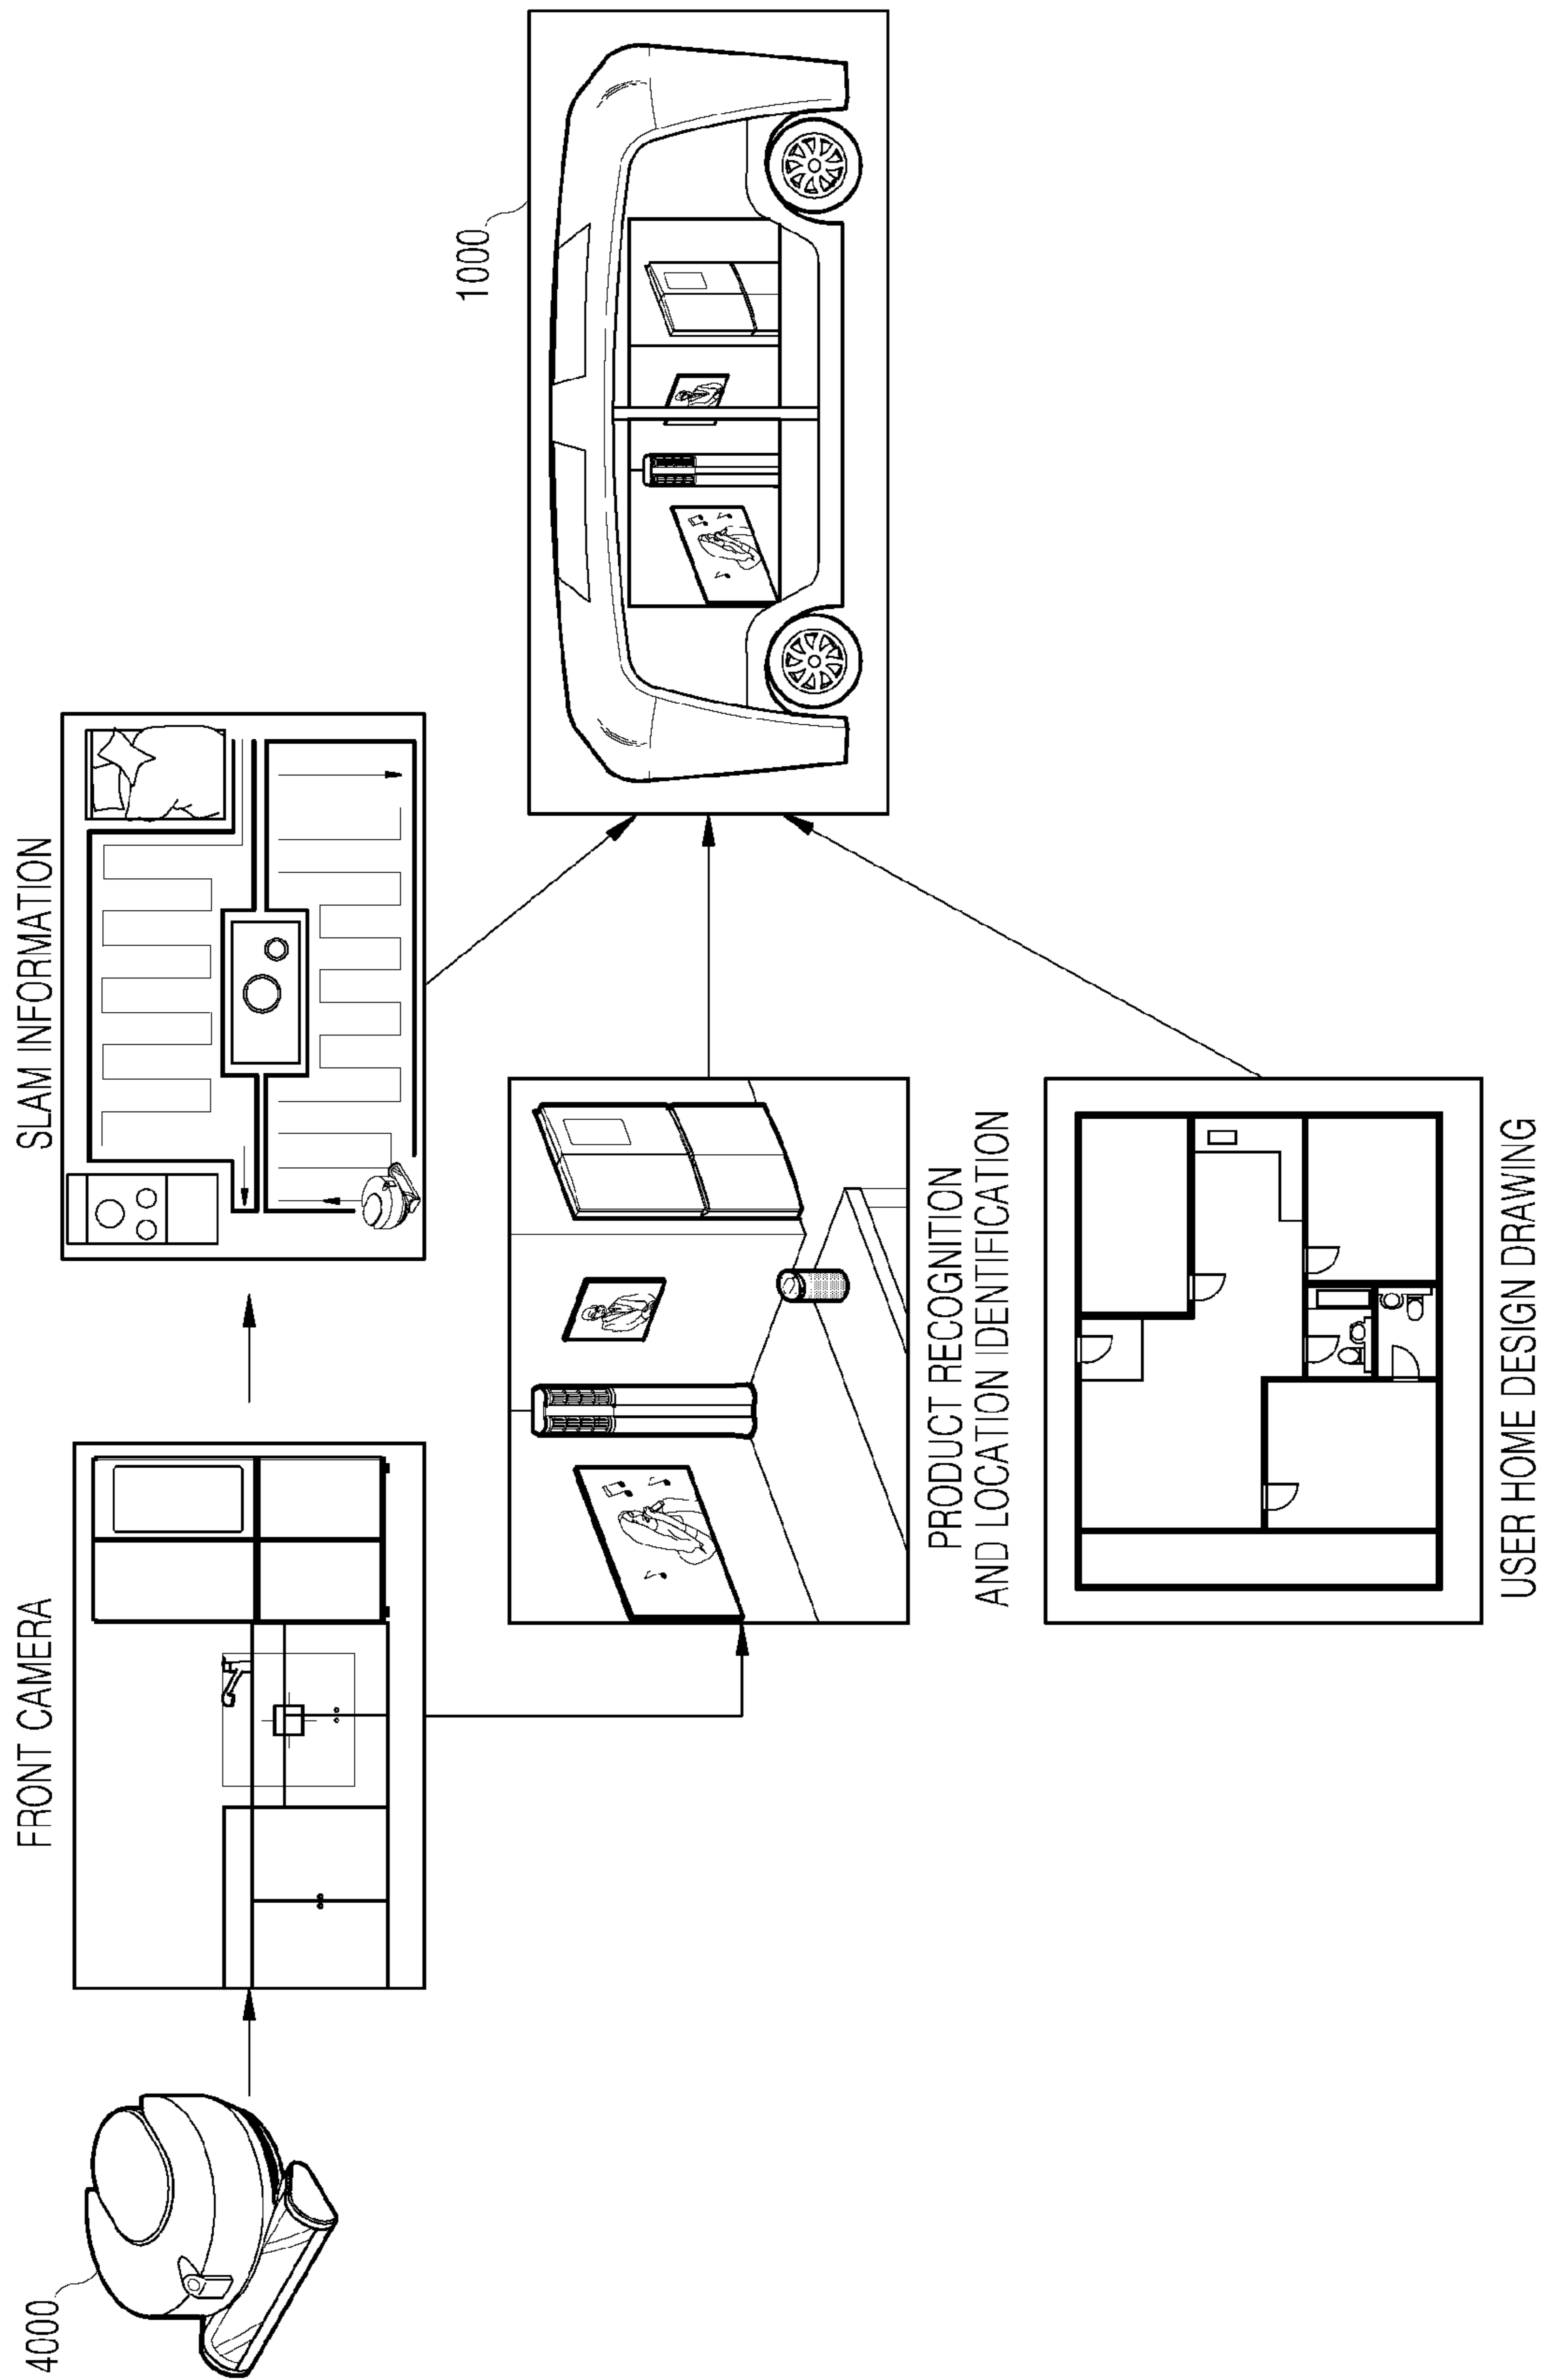 4000
FRONT CAMERA
SLAM INFORMATION
1000
PRODUCT RECOGNITION
AND LOCATION IDENTIFICATION
USER HOME DESIGN DRAWING